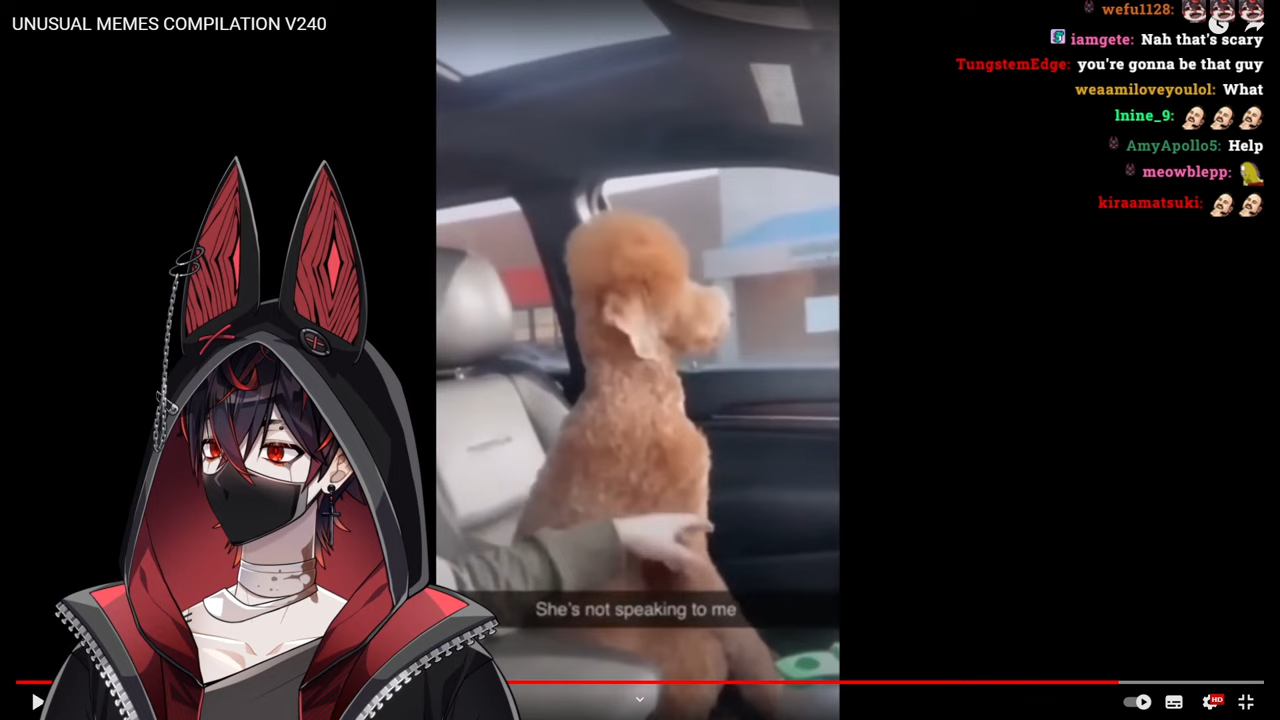 UNUSUAL MEMES COMPILATION V240
wefu1128:
iamgete: Nah that's scary
TungstemEdge: you're gonna be that guy
weaamiloveyoulol: What
lnine_9:
AmyApollo5: Help
meowblepp:
kiraamatsuki:
She's not speaking to me
HD